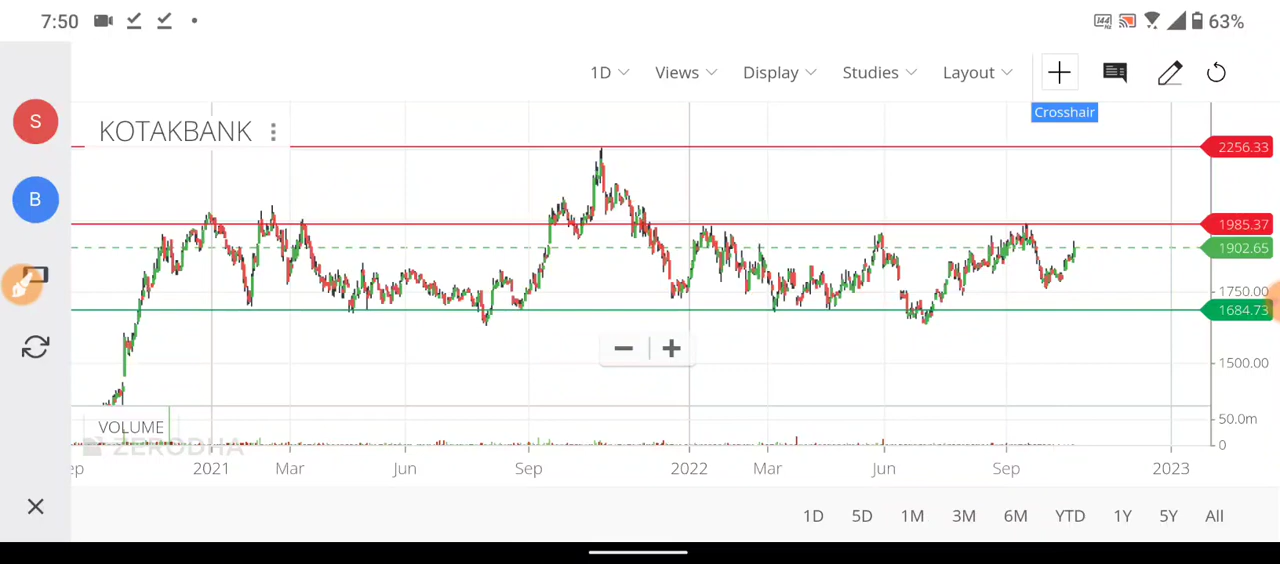 7:50
144
Hz
63%
1D
Views
Display
Studies
Layout
Crosshair
S
B
KOTAKBANK
2256.33
1985.37
1902.65
1750.00
1684.73
1500.00
50.0m
0
VOLUME
ZERODHA
ep
2021
Mar
Jun
Sep
2022
Mar
Jun
Sep
2023
1D
5D
1M
3M
6M
YTD
1Y
5Y
All